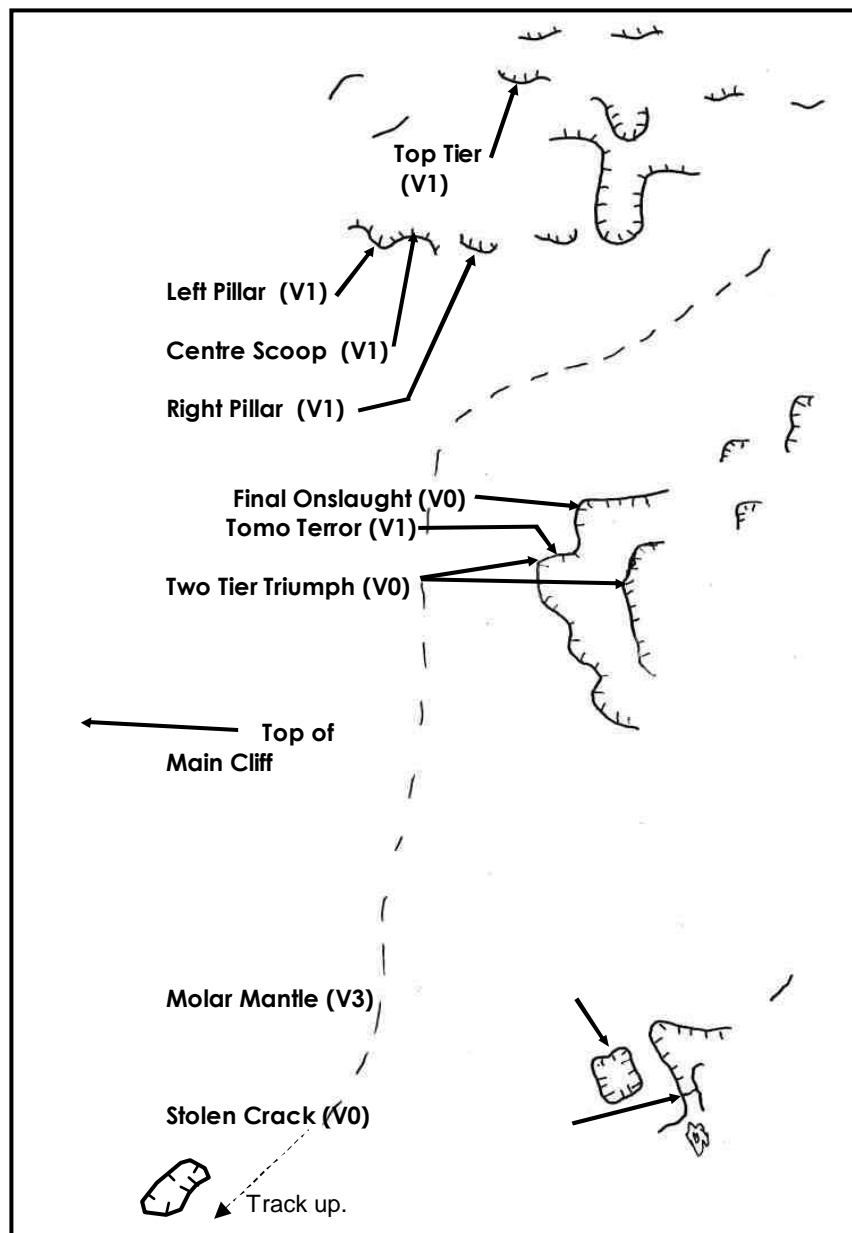 Top Tier
(V1)
Left Pillar (V1)
Centre Scoop (V1)
Right Pillar (V1)
Final Onslaught (V0)
Tomo Terror (V1)
Two Tier Triumph (V0)
Top of
Main Cliff
Molar Mantle (V3)
Stolen Crack (V0)
Track up.